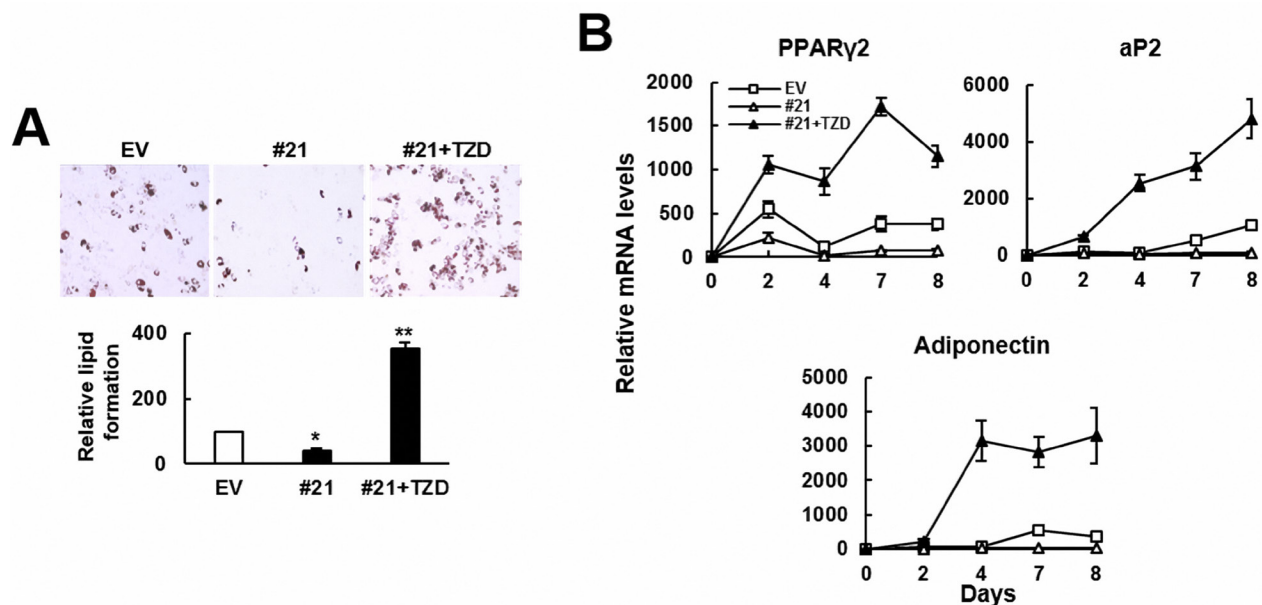 A
EV #21 #21+TZD
Relative lipid
formation
400
200
0
* **
EV #21 #21+TZD
B
Relative mRNA levels
PPARγ2
2000
1500
1000
500
0
EV
#21
#21+TZD
0 2 4 7 8
aP2
6000
4000
2000
0
0 2 4 7 8
Adiponectin
5000
4000
3000
2000
1000
0
0 2 4 7 8
Days